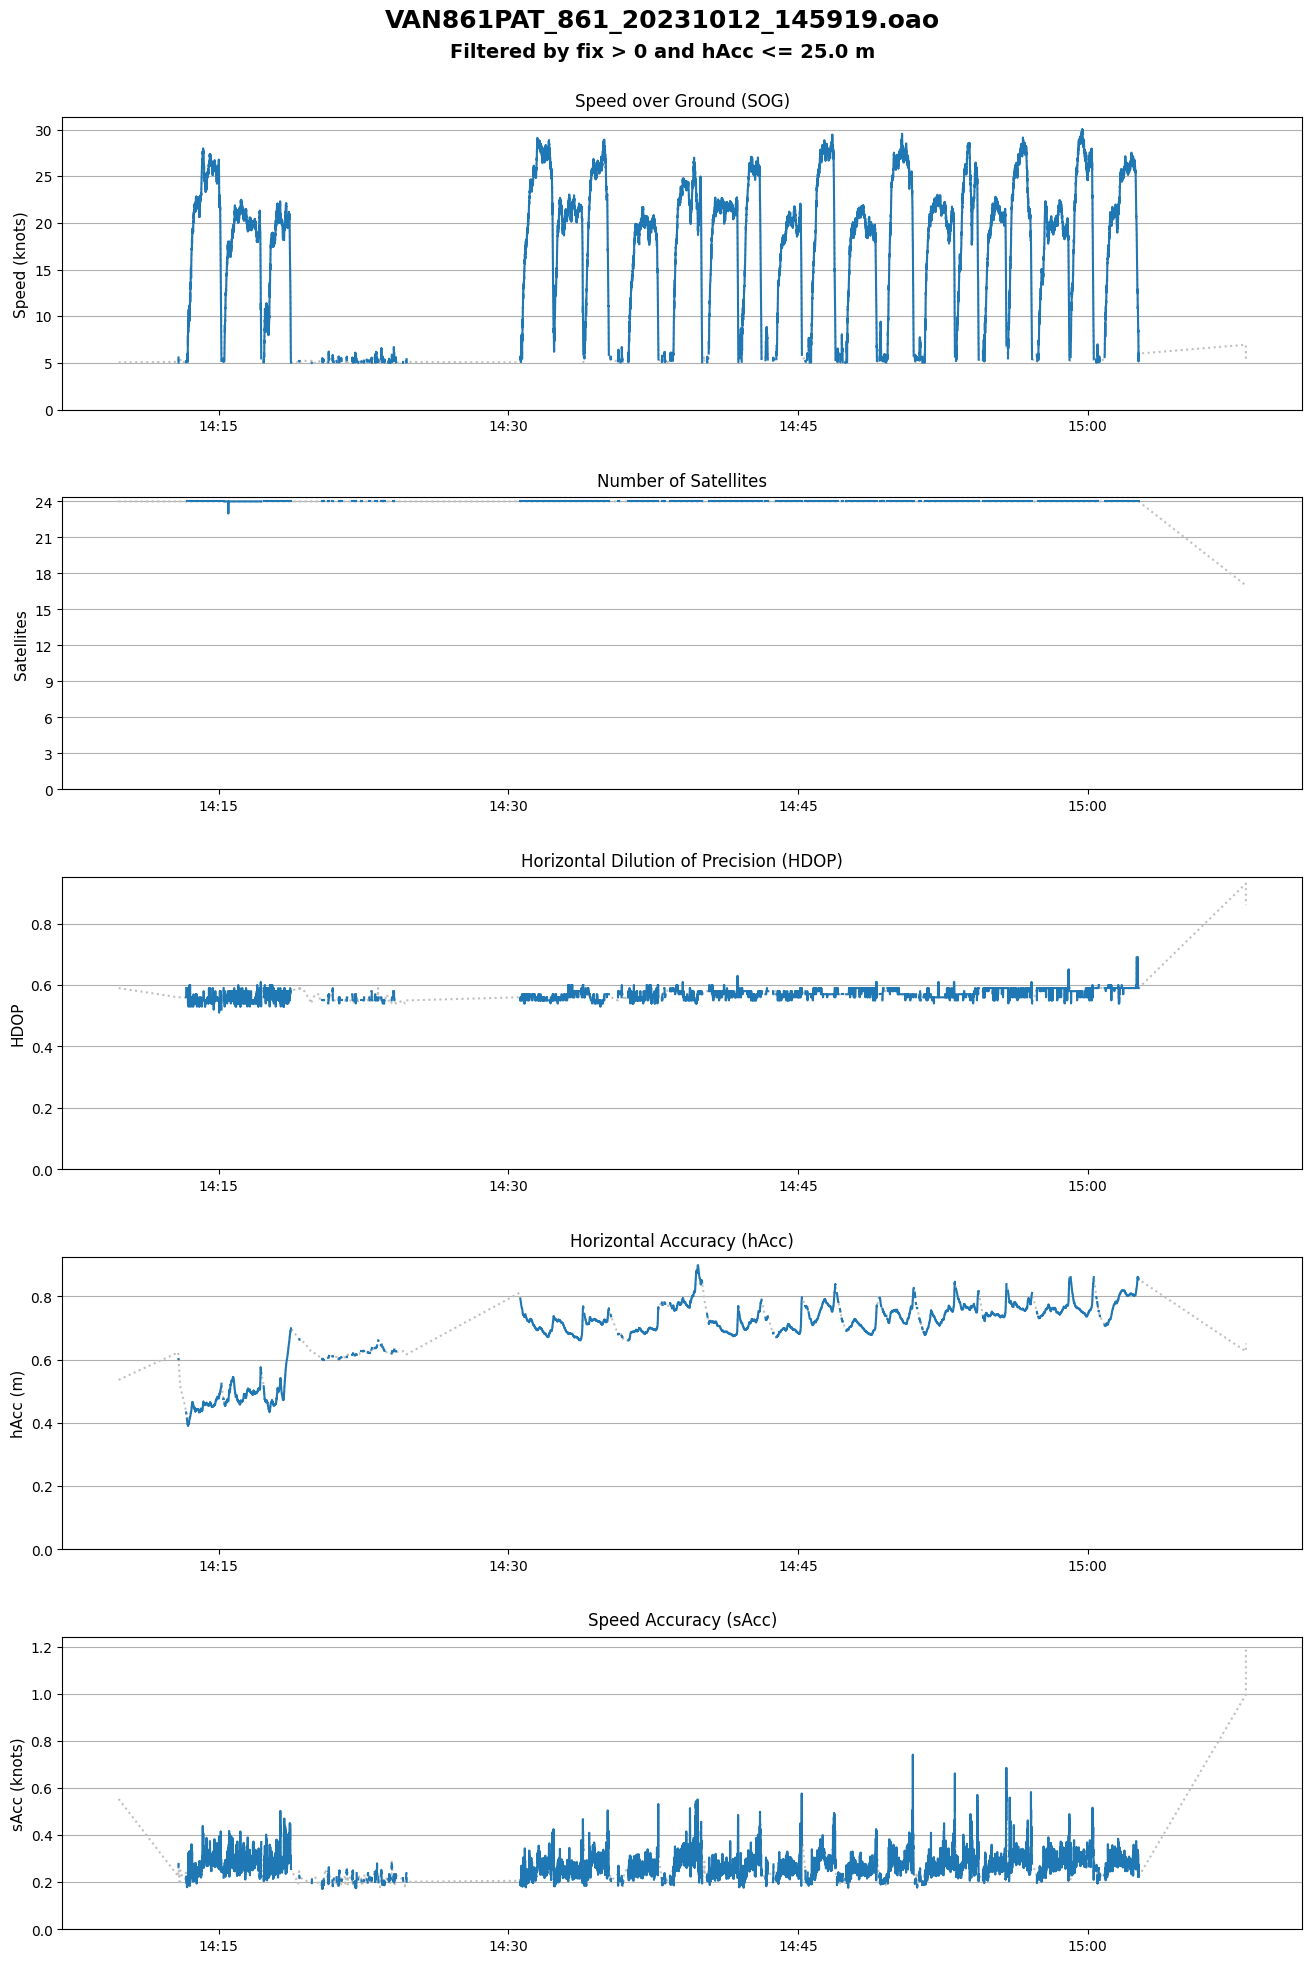 VAN861PAT_861_20231012_145919.oao
Filtered by fix > 0 and hAcc <= 25.0 m
Speed over Ground (SOG)
Speed (knots)
30
25
20
15
10
5
0
14:15 14:30 14:45 15:00
Number of Satellites
Satellites
24
21
18
15
12
9
6
3
0
14:15 14:30 14:45 15:00
Horizontal Dilution of Precision (HDOP)
HDOP
0.8
0.6
0.4
0.2
0.0
14:15 14:30 14:45 15:00
Horizontal Accuracy (hAcc)
hAcc (m)
0.8
0.6
0.4
0.2
0.0
14:15 14:30 14:45 15:00
Speed Accuracy (sAcc)
sAcc (knots)
1.2
1.0
0.8
0.6
0.4
0.2
0.0
14:15 14:30 14:45 15:00